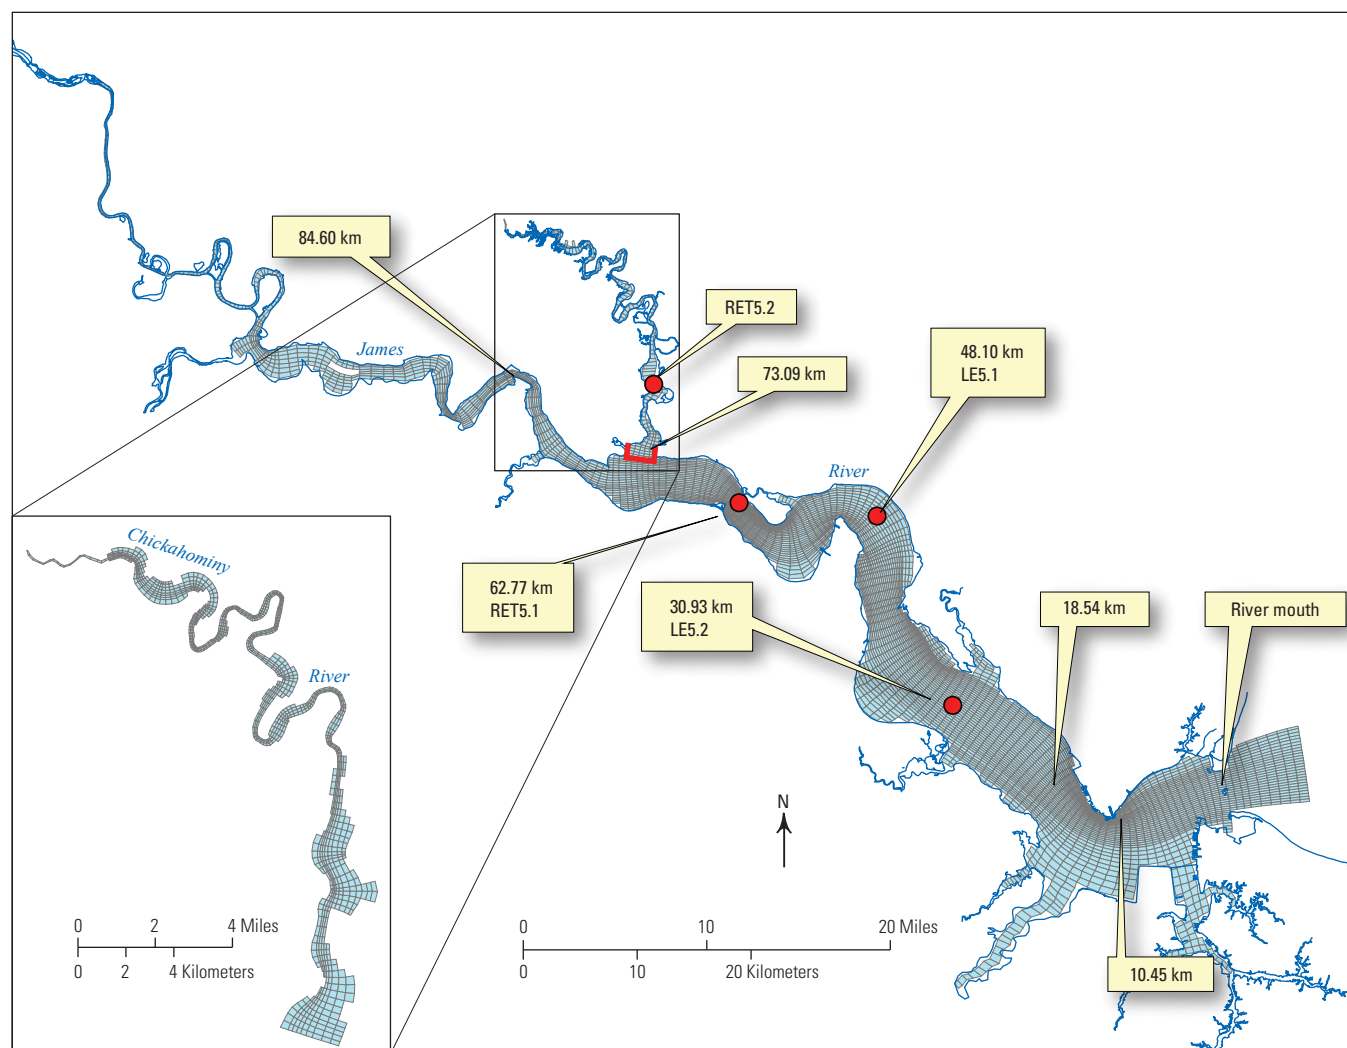 84.60 km
James
RET5.2
73.09 km
48.10 km
LE5.1
River
62.77 km
RET5.1
30.93 km
LE5.2
18.54 km
River mouth
10.45 km
Chickahominy
River
N
0 2 4 Miles
0 2 4 Kilometers
0 10 20 Miles
0 10 20 Kilometers